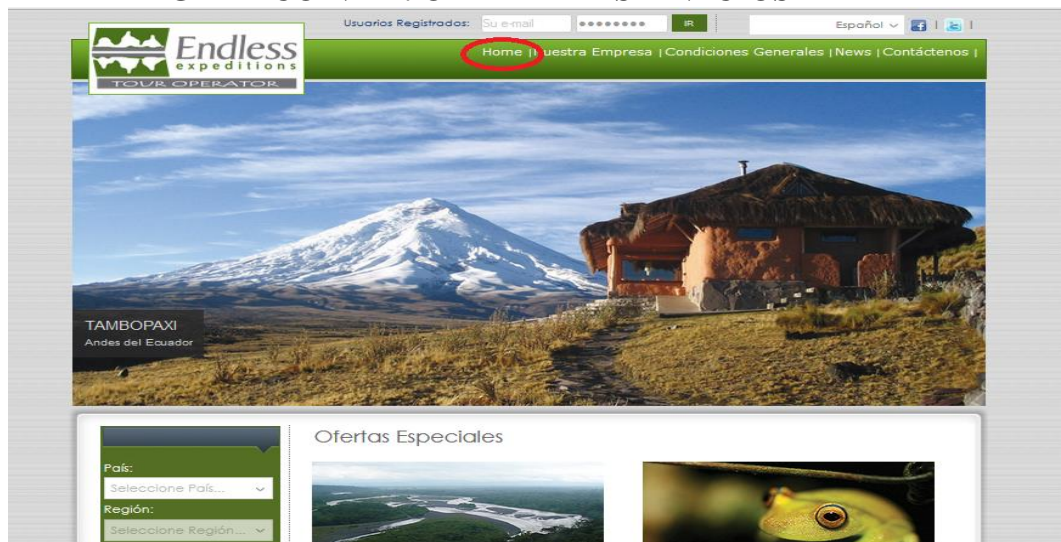 Usuarios Registrados: Su e-mail IR Español
Endless
expeditions
TOUR OPERATOR
Home | Nuestra Empresa | Condiciones Generales | News | Contáctenos |
TAMBOPAXI
Andes del Ecuador
Ofertas Especiales
País:
Seleccione País...
Región:
Seleccione Región...